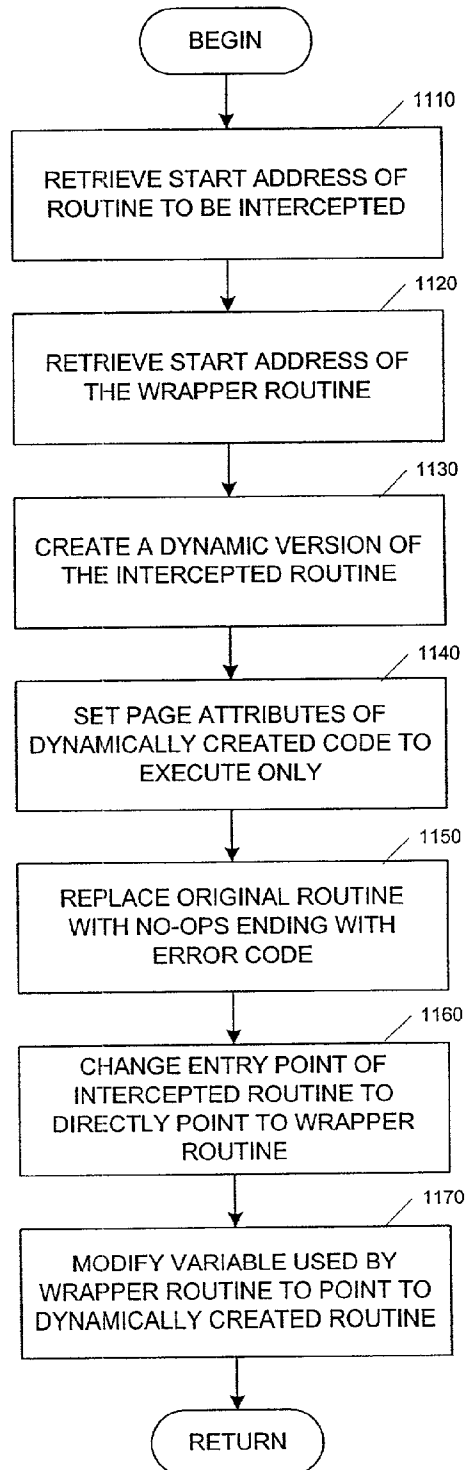 BEGIN
1110
RETRIEVE START ADDRESS OF
ROUTINE TO BE INTERCEPTED
1120
RETRIEVE START ADDRESS OF
THE WRAPPER ROUTINE
1130
CREATE A DYNAMIC VERSION OF
THE INTERCEPTED ROUTINE
1140
SET PAGE ATTRIBUTES OF
DYNAMICALLY CREATED CODE TO
EXECUTE ONLY
1150
REPLACE ORIGINAL ROUTINE
WITH NO-OPS ENDING WITH
ERROR CODE
1160
CHANGE ENTRY POINT OF
INTERCEPTED ROUTINE TO
DIRECTLY POINT TO WRAPPER
ROUTINE
1170
MODIFY VARIABLE USED BY
WRAPPER ROUTINE TO POINT TO
DYNAMICALLY CREATED ROUTINE
RETURN